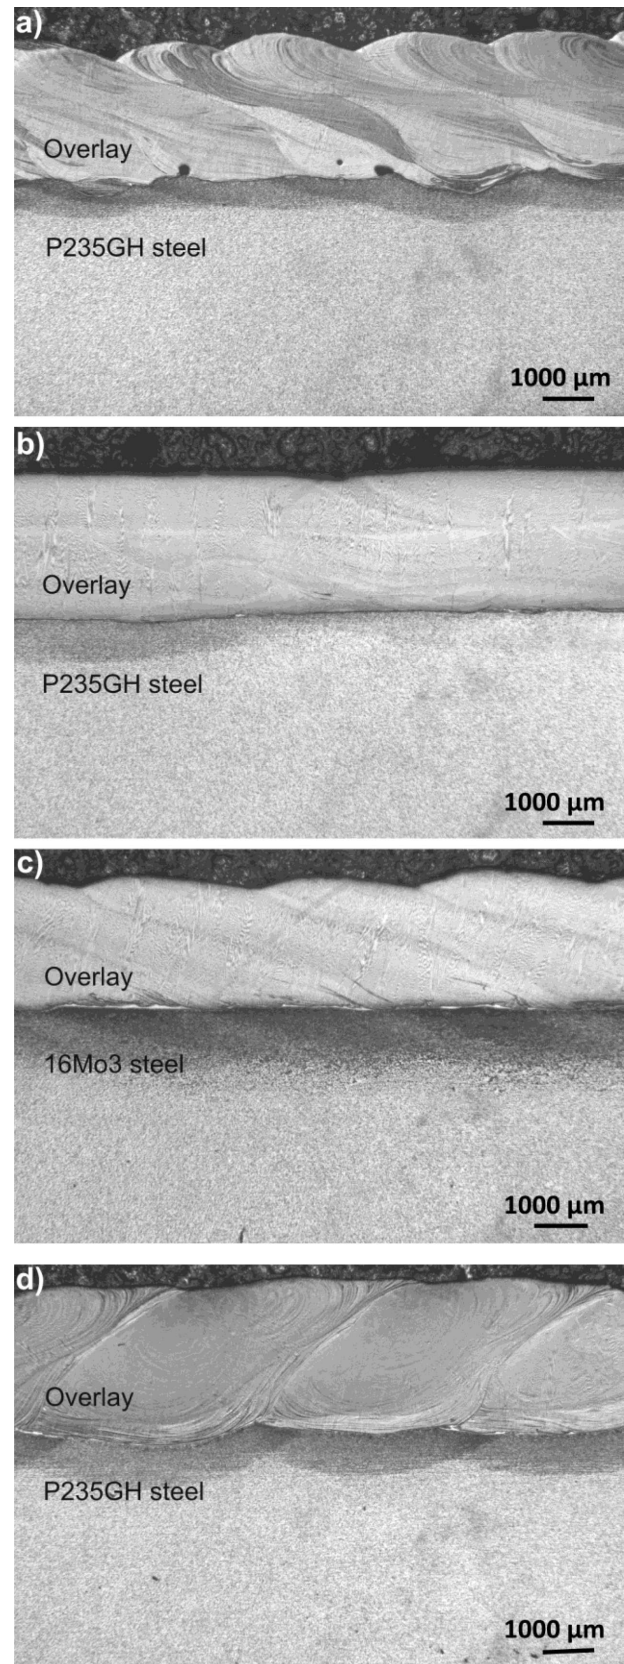 a)
Overlay
P235GH steel
1000 µm
b)
Overlay
P235GH steel
1000 µm
c)
Overlay
16Mo3 steel
1000 µm
d)
Overlay
P235GH steel
1000 µm